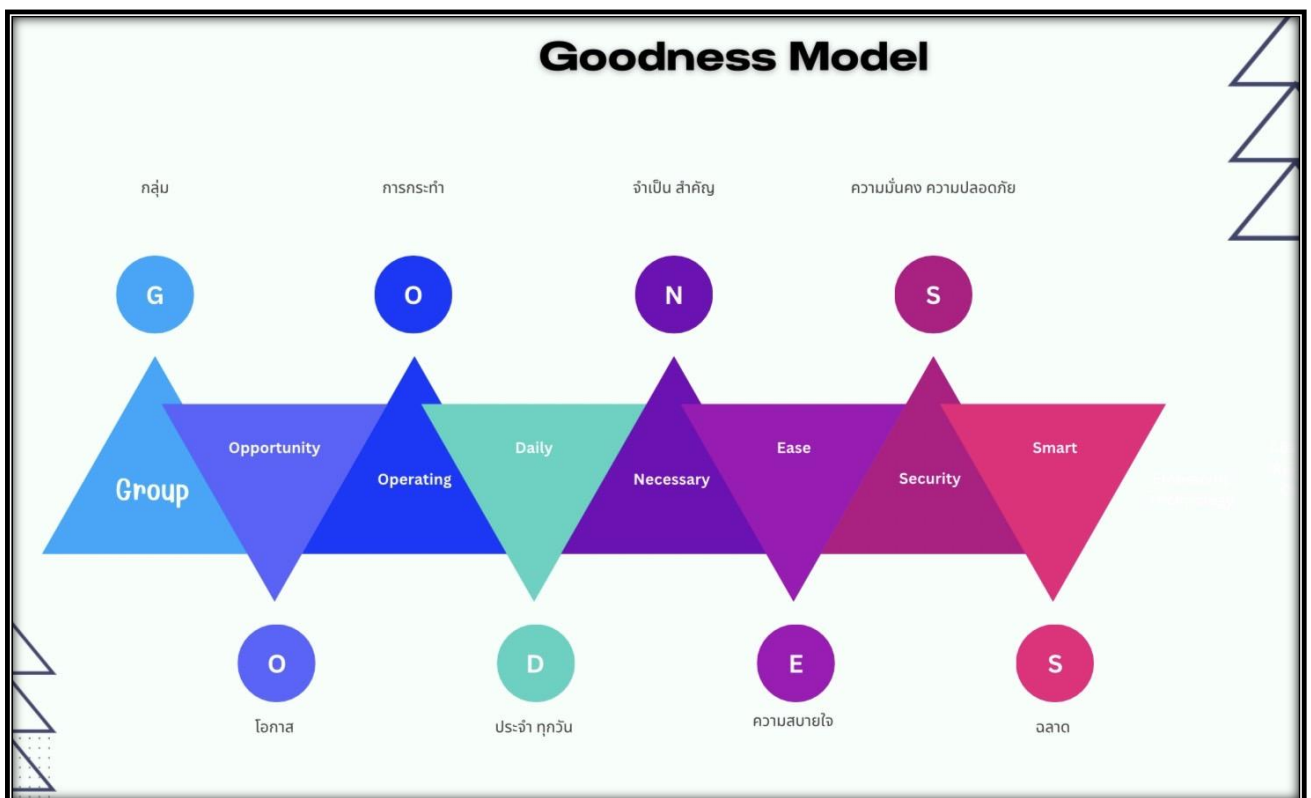 Goodness Model
กลุ่ม
การกระทำ
จำเป็น สำคัญ
ความมั่นคง ความปลอดภัย
G
O
N
S
Opportunity
Daily
Ease
Smart
Group
Operating
Necessary
Security
O
D
E
S
โอกาส
ประจำ ทุกวัน
ความสบายใจ
ฉลาด